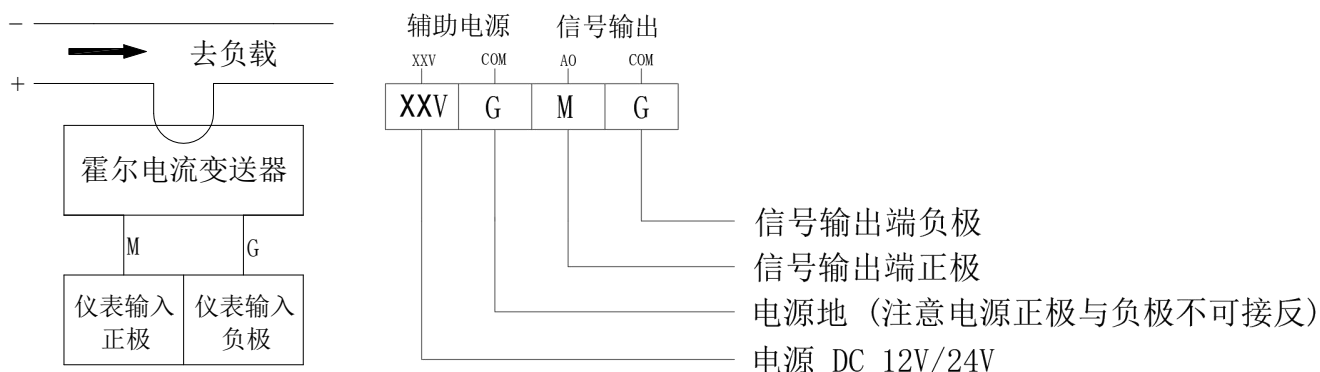 −
去负载
+
霍尔电流变送器
M
G
仪表输入
正极
仪表输入
负极
辅助电源 信号输出
XXV COM AO COM
XXV G M G
信号输出端负极
信号输出端正极
电源地 (注意电源正极与负极不可接反)
电源 DC 12V/24V